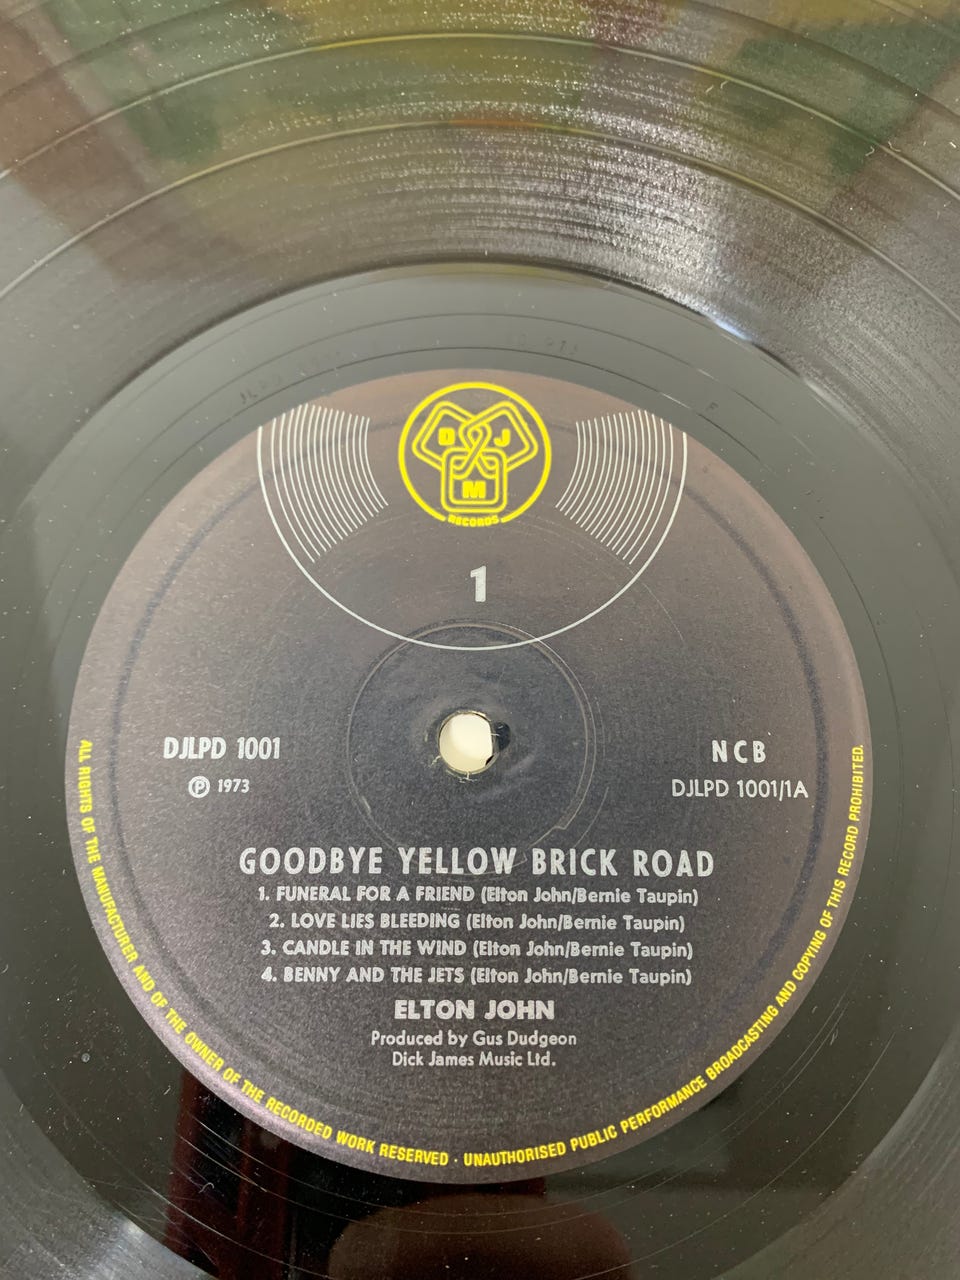 D J
M
RECORDS
1
DJLPD 1001
Ⓟ 1973
NCB
DJLPD 1001/1A
GOODBYE YELLOW BRICK ROAD
1. FUNERAL FOR A FRIEND (Elton John/Bernie Taupin)
2. LOVE LIES BLEEDING (Elton John/Bernie Taupin)
3. CANDLE IN THE WIND (Elton John/Bernie Taupin)
4. BENNY AND THE JETS (Elton John/Bernie Taupin)
ELTON JOHN
Produced by Gus Dudgeon
Dick James Music Ltd.
ALL RIGHTS OF THE MANUFACTURER AND OF THE OWNER OF THE RECORDED WORK RESERVED · UNAUTHORISED PUBLIC PERFORMANCE BROADCASTING AND COPYING OF THIS RECORD PROHIBITED.